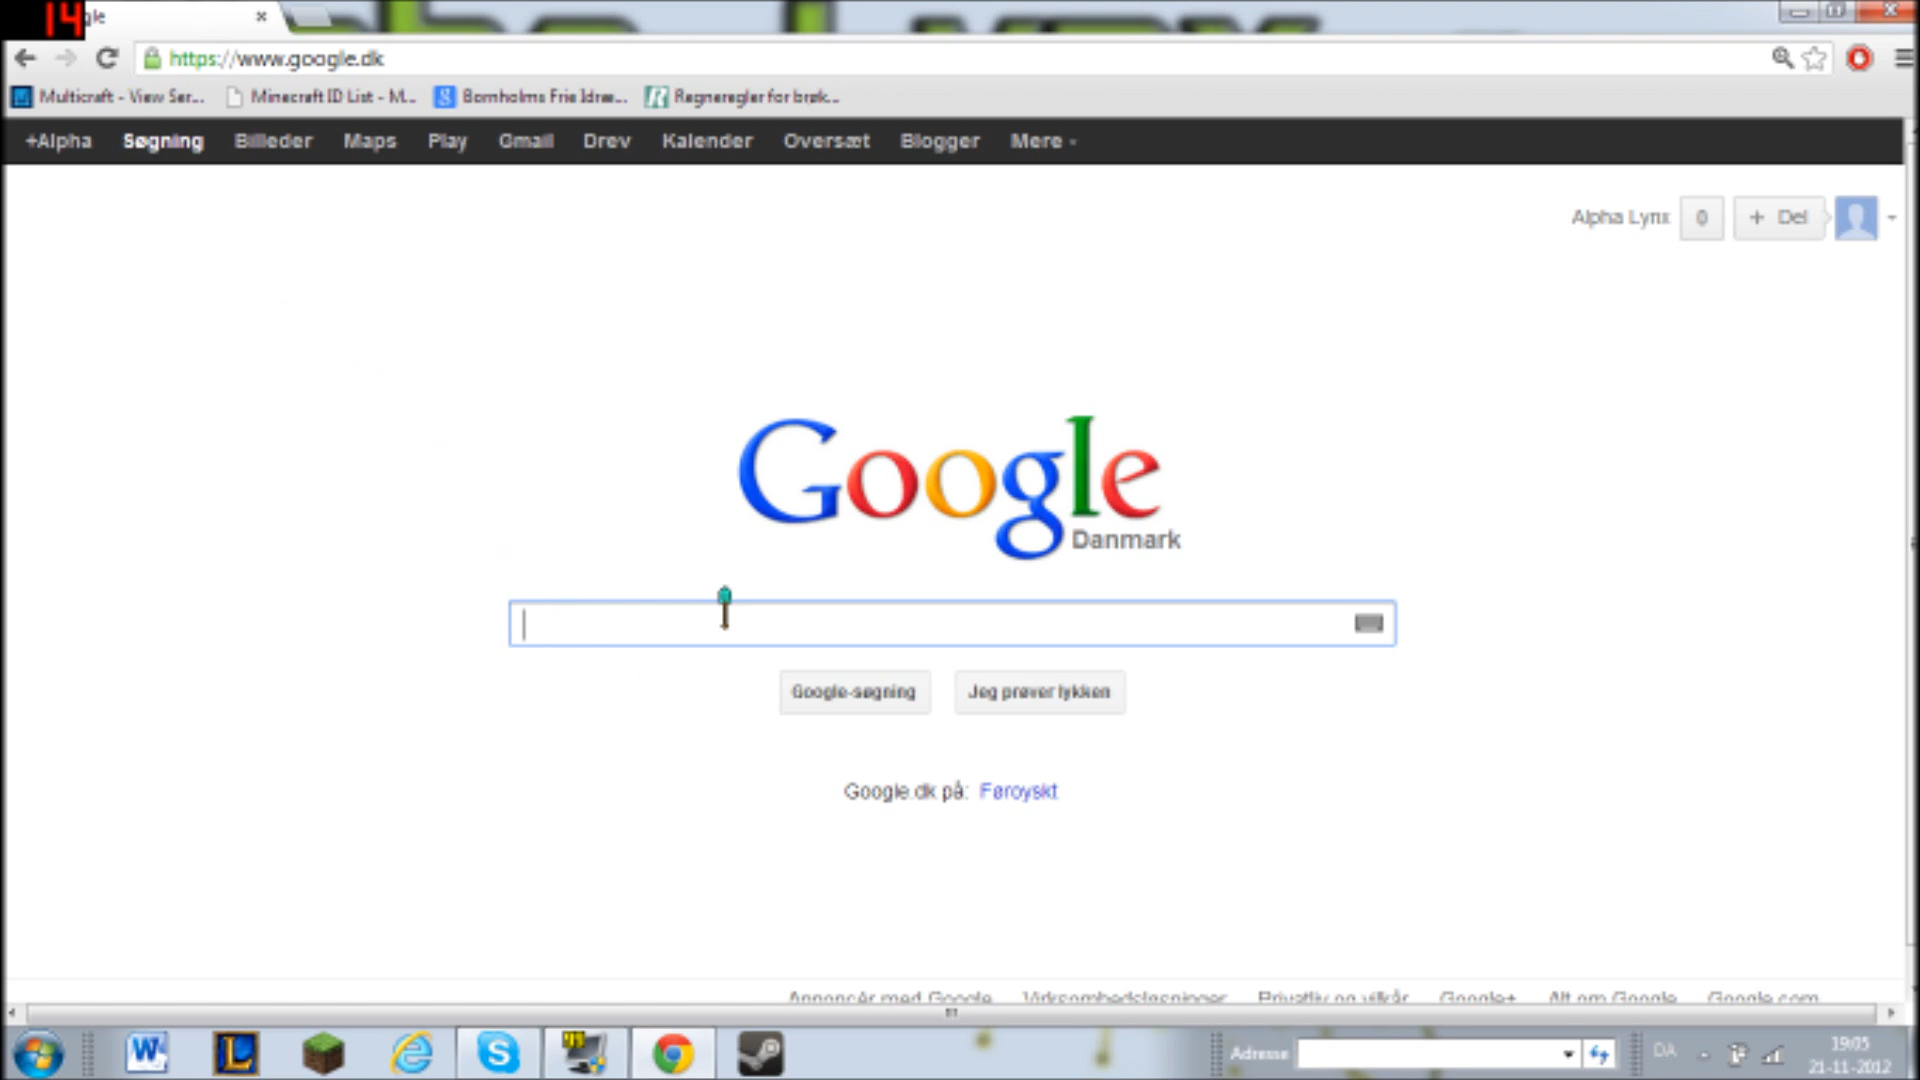 14
gle
https://www.google.dk
Multicraft - View Ser... Minecraft ID List - M... Bornholms Frie Idræ... Regneregler for brøk...
+Alpha Søgning Billeder Maps Play Gmail Drev Kalender Oversæt Blogger Mere
Alpha Lynx 0 + Del
Google
Danmark
Google-søgning Jeg prøver lykken
Google.dk på: Føroyskt
Annoncér med Google Virksomhedsløsninger Privatliv og vilkår Google+ Alt om Google Google.com
Adresse DA 19:05
21-11-2012